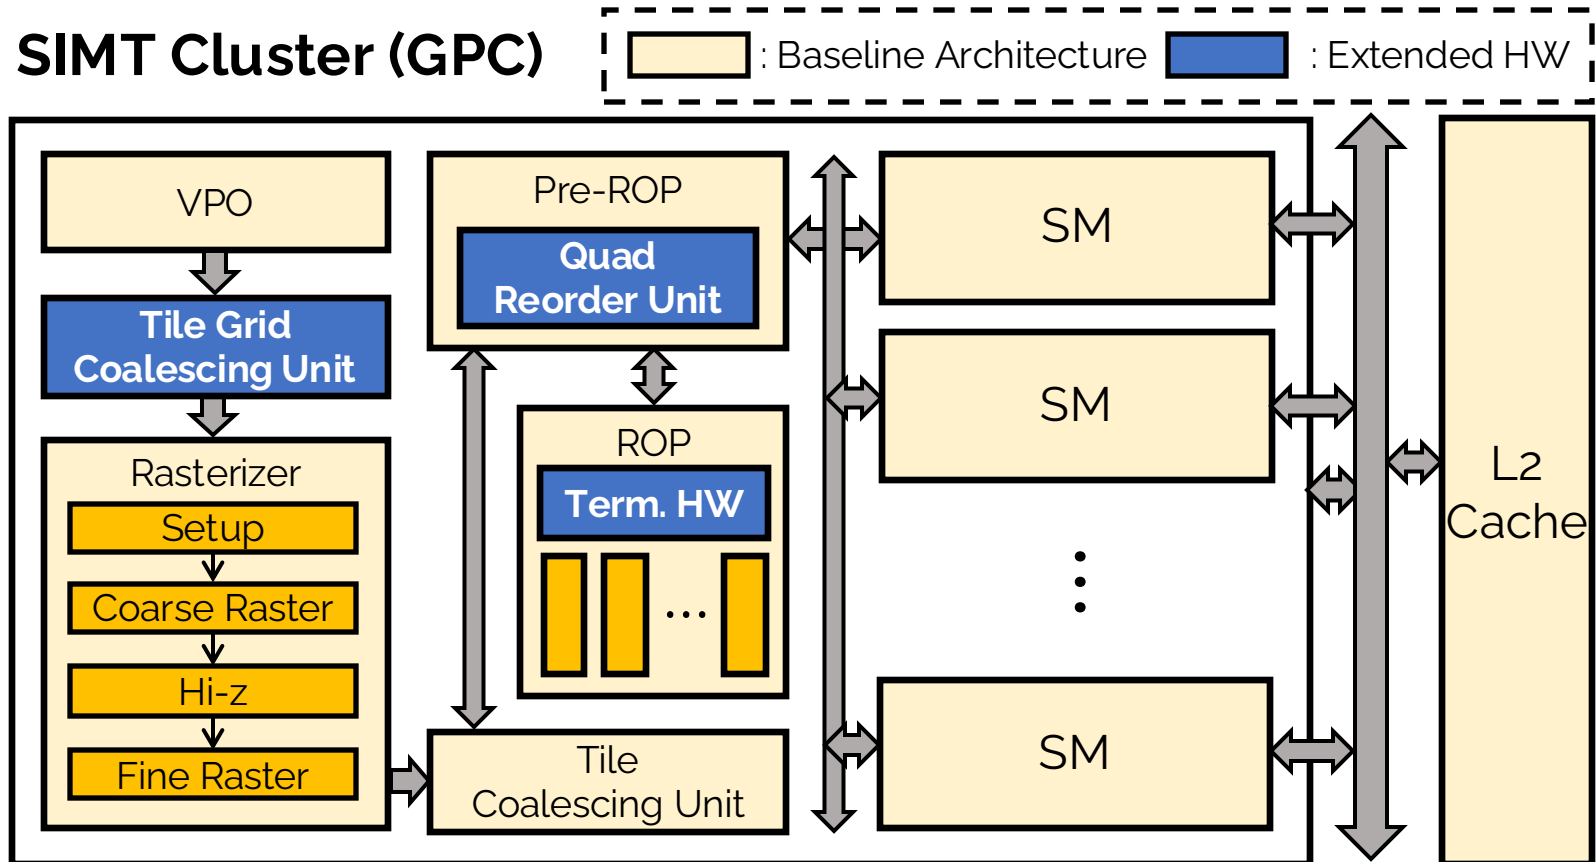 SIMT Cluster (GPC)
: Baseline Architecture
: Extended HW
VPO
Tile Grid
Coalescing Unit
Rasterizer
Setup
Coarse Raster
Hi-z
Fine Raster
Pre-ROP
Quad
Reorder Unit
ROP
Term. HW
...
Tile
Coalescing Unit
SM
SM
⋮
SM
L2
Cache